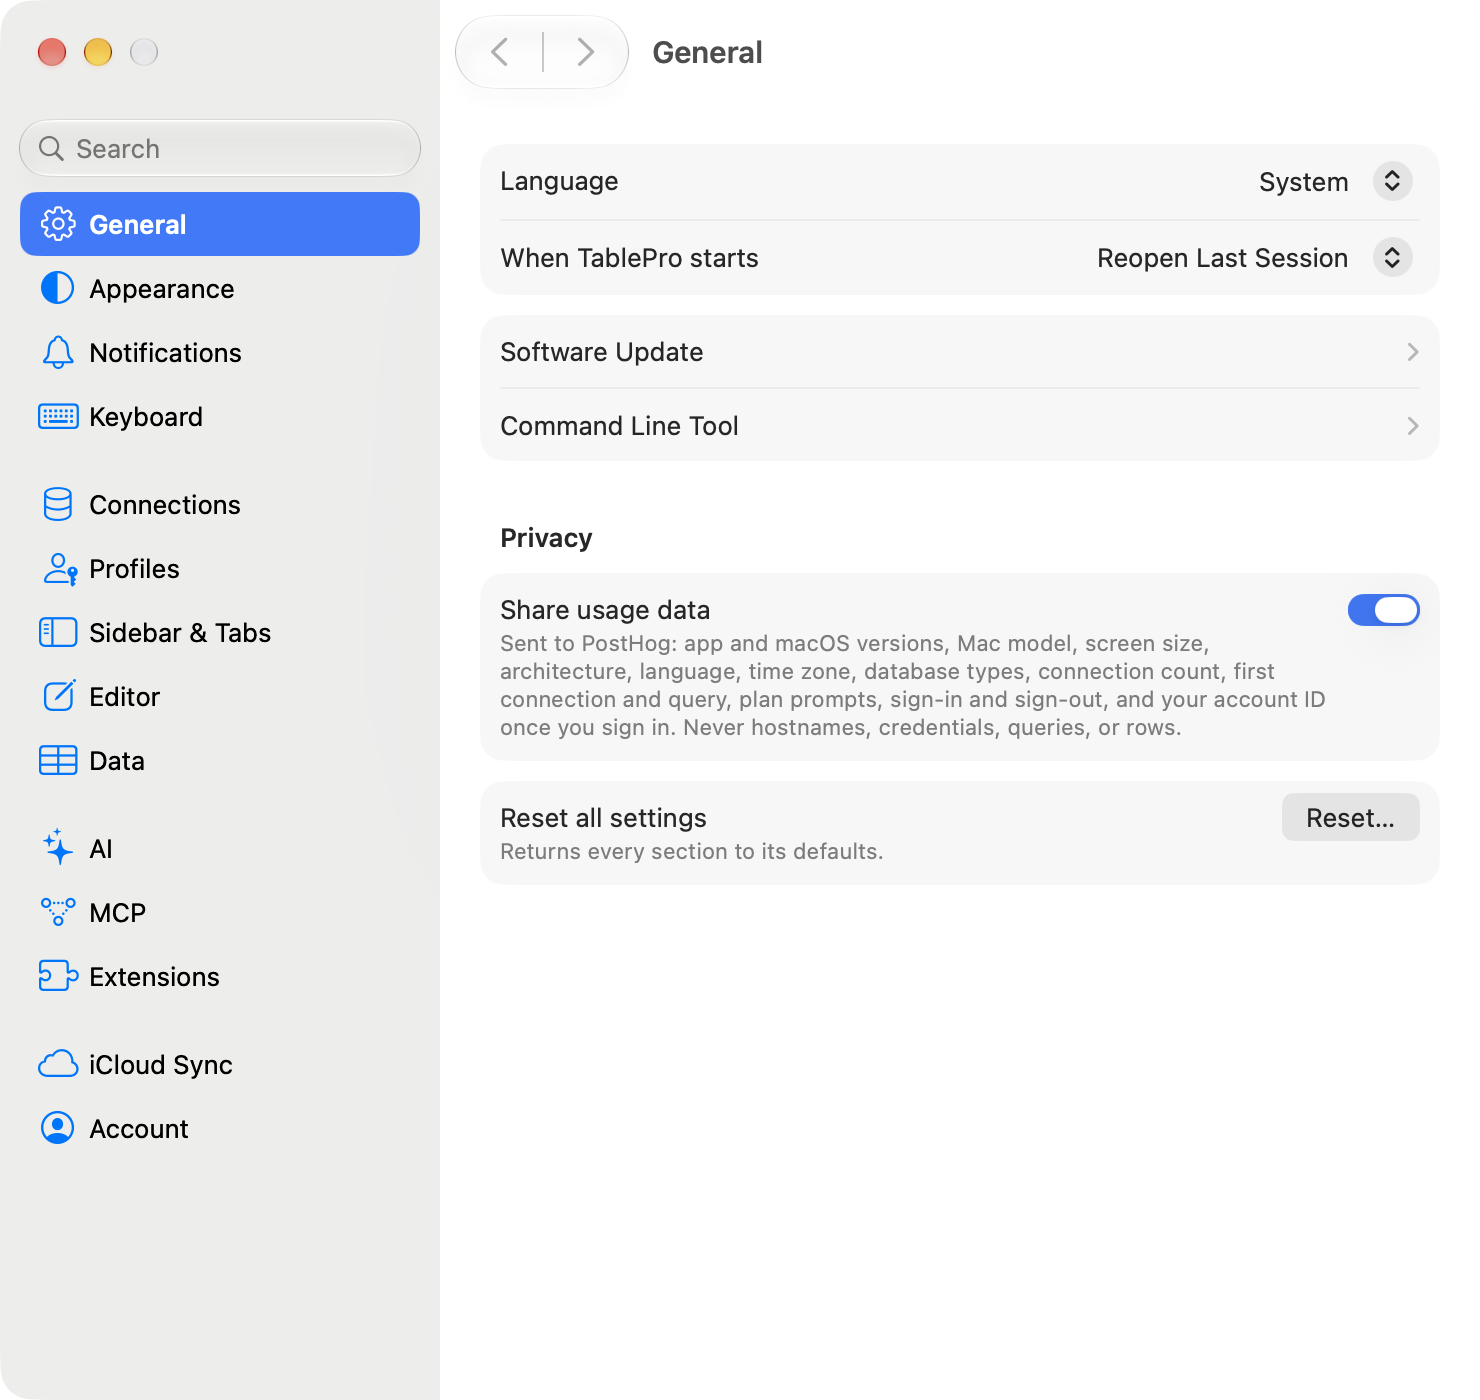 General
Search
General
Appearance
Notifications
Keyboard
Connections
Profiles
Sidebar & Tabs
Editor
Data
AI
MCP
Extensions
iCloud Sync
Account
Language
System
When TablePro starts
Reopen Last Session
Software Update
Command Line Tool
Privacy
Share usage data
Sent to PostHog: app and macOS versions, Mac model, screen size,
architecture, language, time zone, database types, connection count, first
connection and query, plan prompts, sign-in and sign-out, and your account ID
once you sign in. Never hostnames, credentials, queries, or rows.
Reset all settings
Reset...
Returns every section to its defaults.